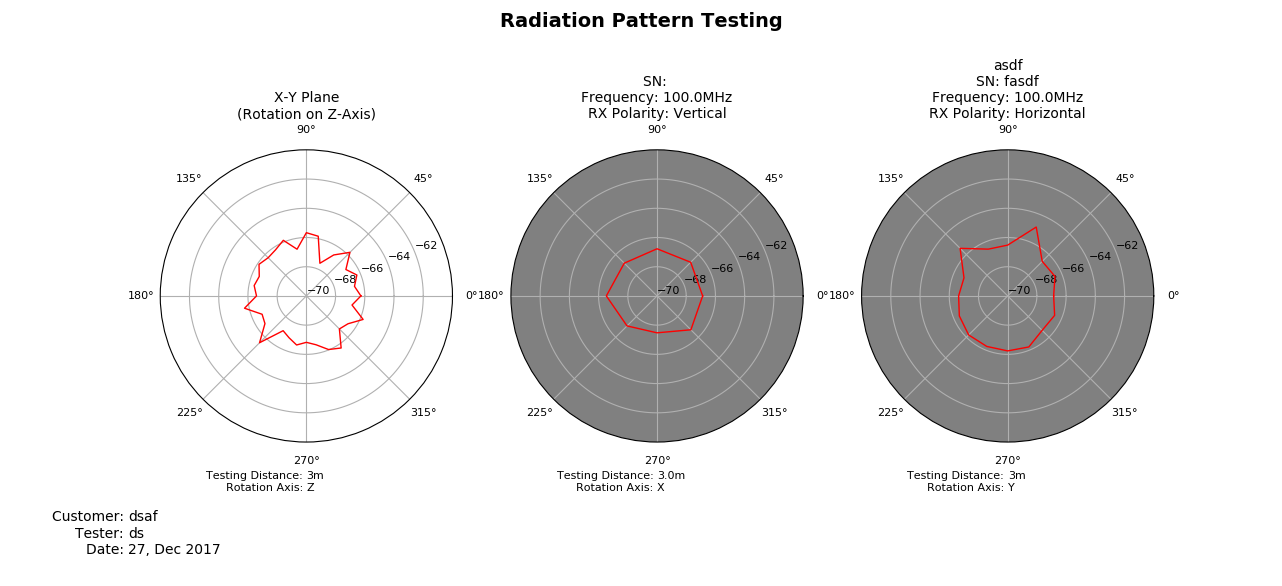 Radiation Pattern Testing
X-Y Plane
(Rotation on Z-Axis)
90°
135°
45°
180°
0°
225°
315°
270°
−70
−68
−66
−64
−62
Testing Distance: 3m
Rotation Axis: Z
SN:
Frequency: 100.0MHz
RX Polarity: Vertical
90°
135°
45°
180°
0°
225°
315°
270°
−70
−68
−66
−64
−62
Testing Distance: 3.0m
Rotation Axis: X
asdf
SN: fasdf
Frequency: 100.0MHz
RX Polarity: Horizontal
90°
135°
45°
180°
0°
225°
315°
270°
−70
−68
−66
−64
−62
Testing Distance: 3m
Rotation Axis: Y
Customer: dsaf
Tester: ds
Date: 27, Dec 2017